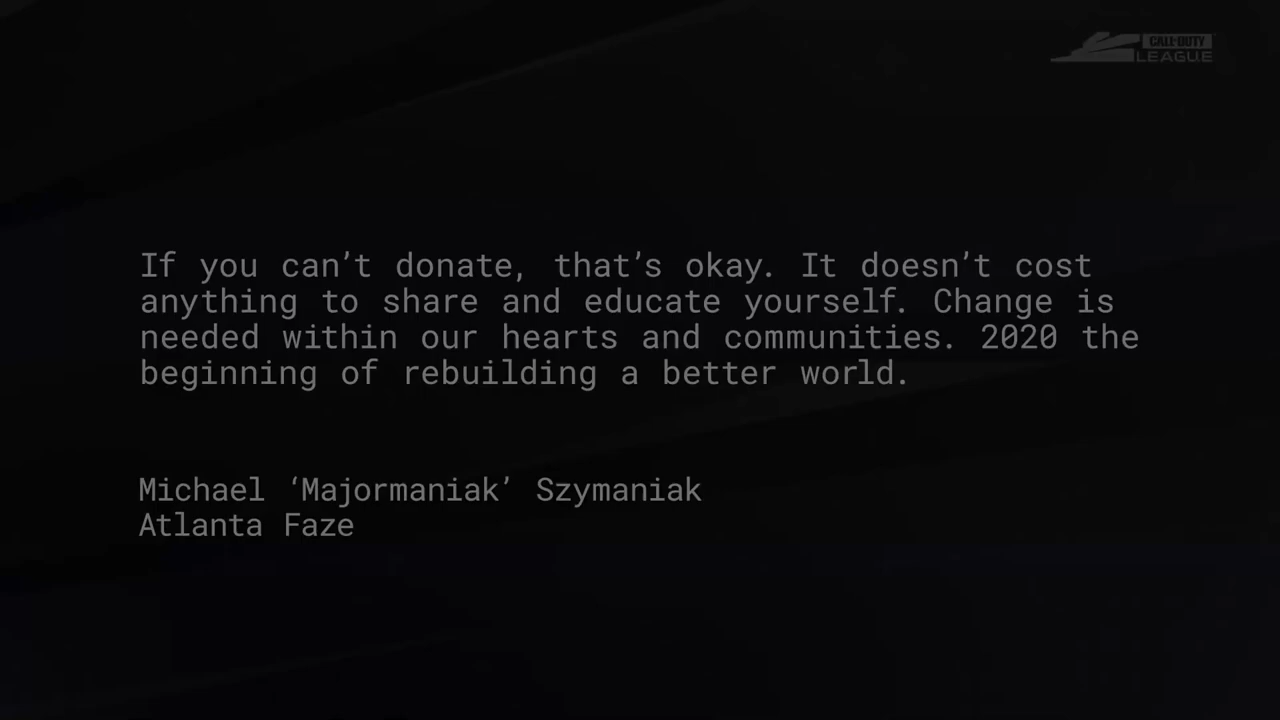 CALL OF DUTY
LEAGUE
If you can’t donate, that’s okay. It doesn’t cost
anything to share and educate yourself. Change is
needed within our hearts and communities. 2020 the
beginning of rebuilding a better world.
Michael ‘Majormaniak’ Szymaniak
Atlanta Faze